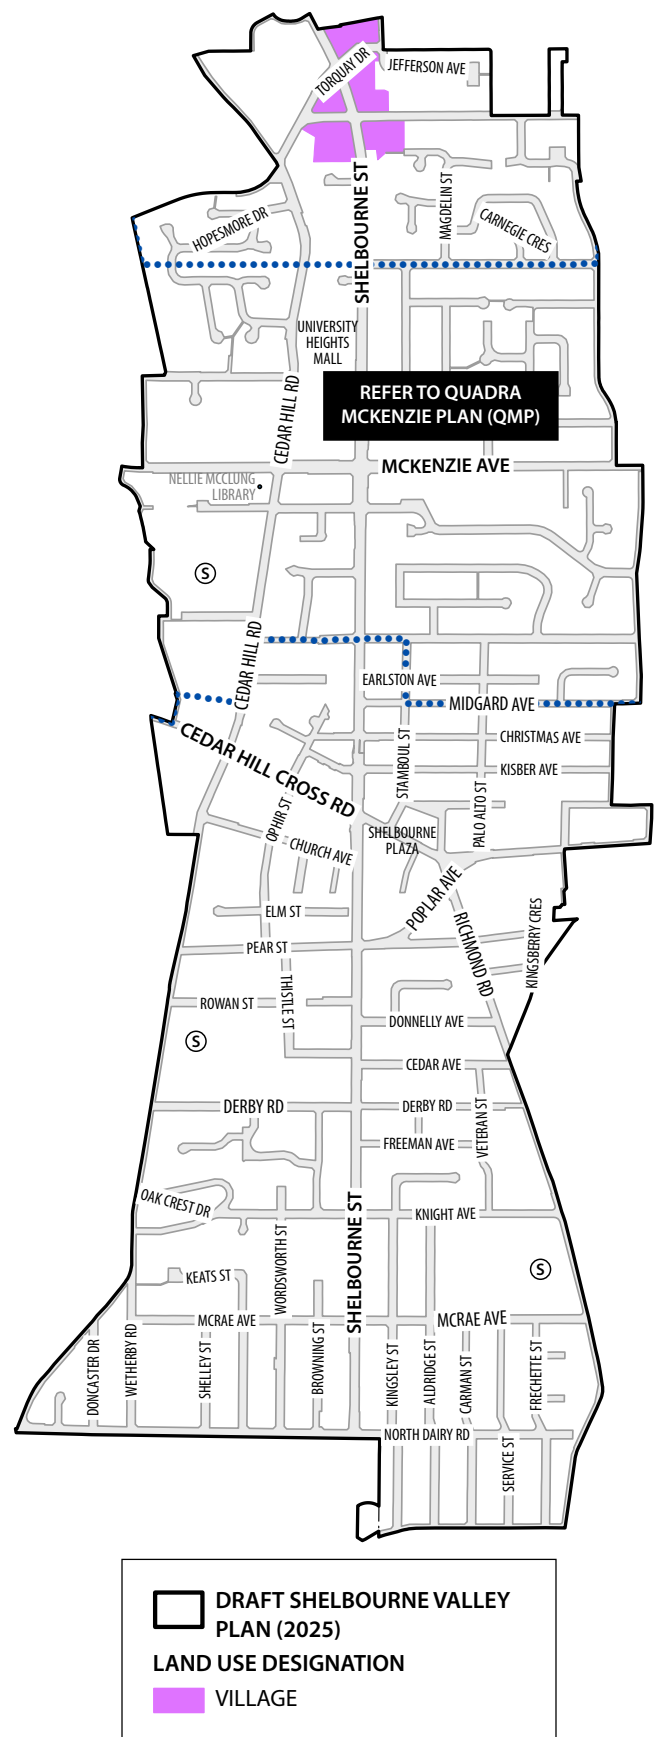 TORQUAY DR
JEFFERSON AVE
SHELBOURNE ST
MAGDELIN ST
HOPESMORE DR
CARNEGIE CRES
UNIVERSITY
HEIGHTS
MALL
CEDAR HILL RD
REFER TO QUADRA
MCKENZIE PLAN (QMP)
MCKENZIE AVE
NELLIE MCCLUNG
LIBRARY
S
CEDAR HILL RD
EARLSTON AVE
MIDGARD AVE
CEDAR HILL CROSS RD
STAMBOUL ST
CHRISTMAS AVE
KISBER AVE
OPHIR ST
PALO ALTO ST
SHELBOURNE
PLAZA
CHURCH AVE
POPLAR AVE
ELM ST
RICHMOND RD
KINGSBERRY CRES
PEAR ST
THISTLE ST
ROWAN ST
DONNELLY AVE
S
CEDAR AVE
DERBY RD
DERBY RD
VETERAN ST
FREEMAN AVE
OAK CREST DR
SHELBOURNE ST
KNIGHT AVE
WORDSWORTH ST
S
KEATS ST
MCRAE AVE
MCRAE AVE
DONCASTER DR
WETHERBY RD
SHELLEY ST
BROWNING ST
KINGSLEY ST
ALDRIDGE ST
CARMAN ST
FRECHETTE ST
NORTH DAIRY RD
SERVICE ST
DRAFT SHELBOURNE VALLEY
PLAN (2025)
LAND USE DESIGNATION
VILLAGE